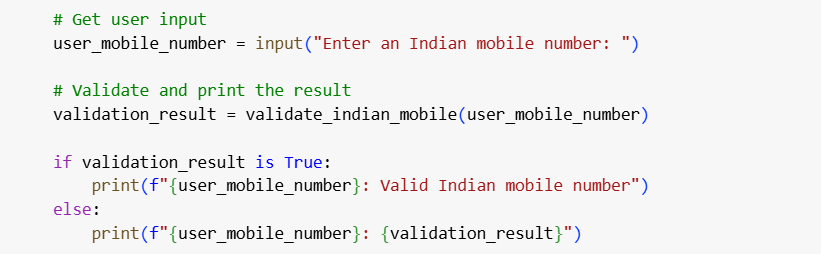 # Get user input
user_mobile_number = input("Enter an Indian mobile number: ")
# Validate and print the result
validation_result = validate_indian_mobile(user_mobile_number)
if validation_result is True:
print(f"{user_mobile_number}: Valid Indian mobile number")
else:
print(f"{user_mobile_number}: {validation_result}")